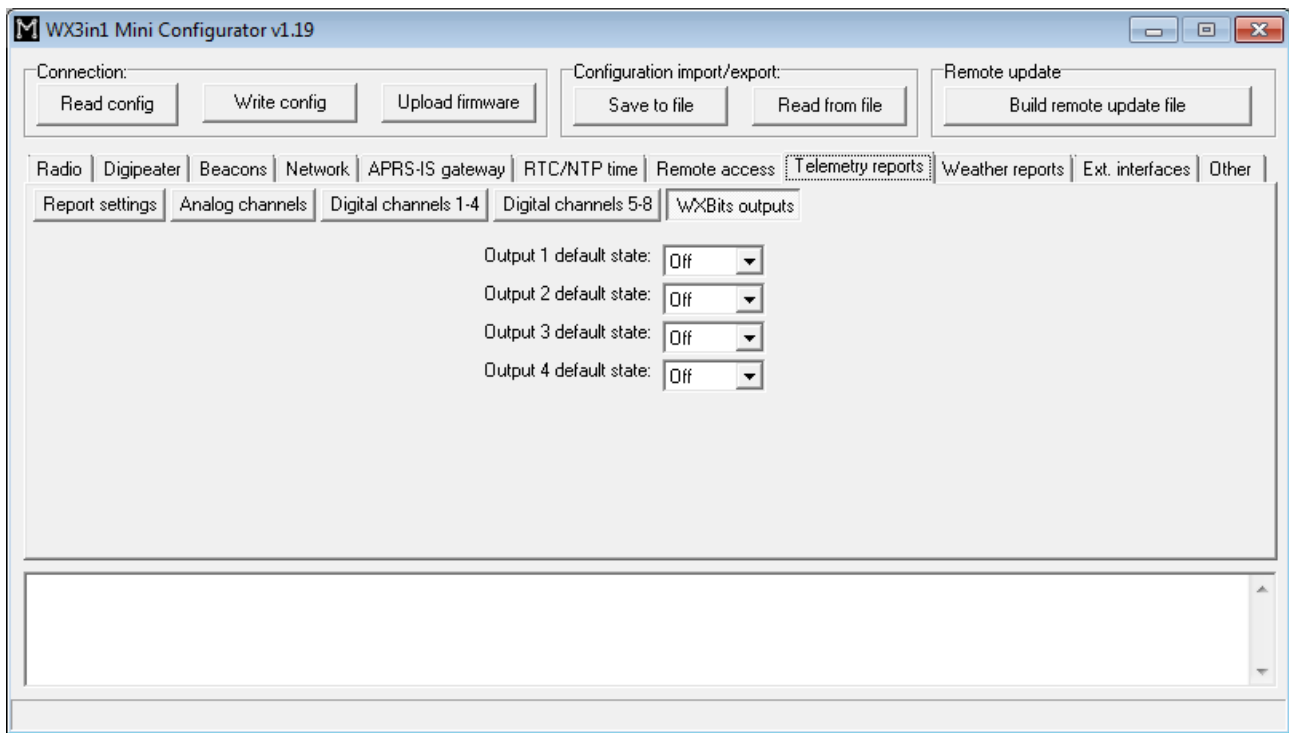 WX3in1 Mini Configurator v1.19
Connection: Configuration import/export: Remote update
Read config Write config Upload firmware Save to file Read from file Build remote update file
Radio Digipeater Beacons Network APRS-IS gateway RTC/NTP time Remote access Telemetry reports Weather reports Ext. interfaces Other
Report settings Analog channels Digital channels 1-4 Digital channels 5-8 WXBits outputs
Output 1 default state: Off
Output 2 default state: Off
Output 3 default state: Off
Output 4 default state: Off